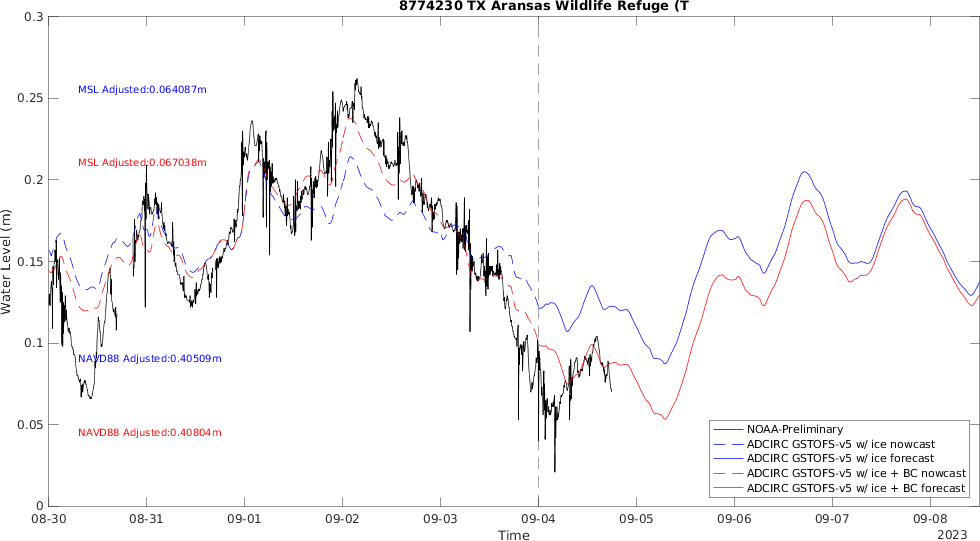 8774230 TX Aransas Wildlife Refuge (T
0.3
0.25
0.2
0.15
0.1
0.05
0
Water Level (m)
MSL Adjusted:0.064087m
MSL Adjusted:0.067038m
NAVD88 Adjusted:0.40509m
NAVD88 Adjusted:0.40804m
NOAA-Preliminary
ADCIRC GSTOFS-v5 w/ ice nowcast
ADCIRC GSTOFS-v5 w/ ice forecast
ADCIRC GSTOFS-v5 w/ ice + BC nowcast
ADCIRC GSTOFS-v5 w/ ice + BC forecast
08-30 08-31 09-01 09-02 09-03 09-04 09-05 09-06 09-07 09-08
Time
2023